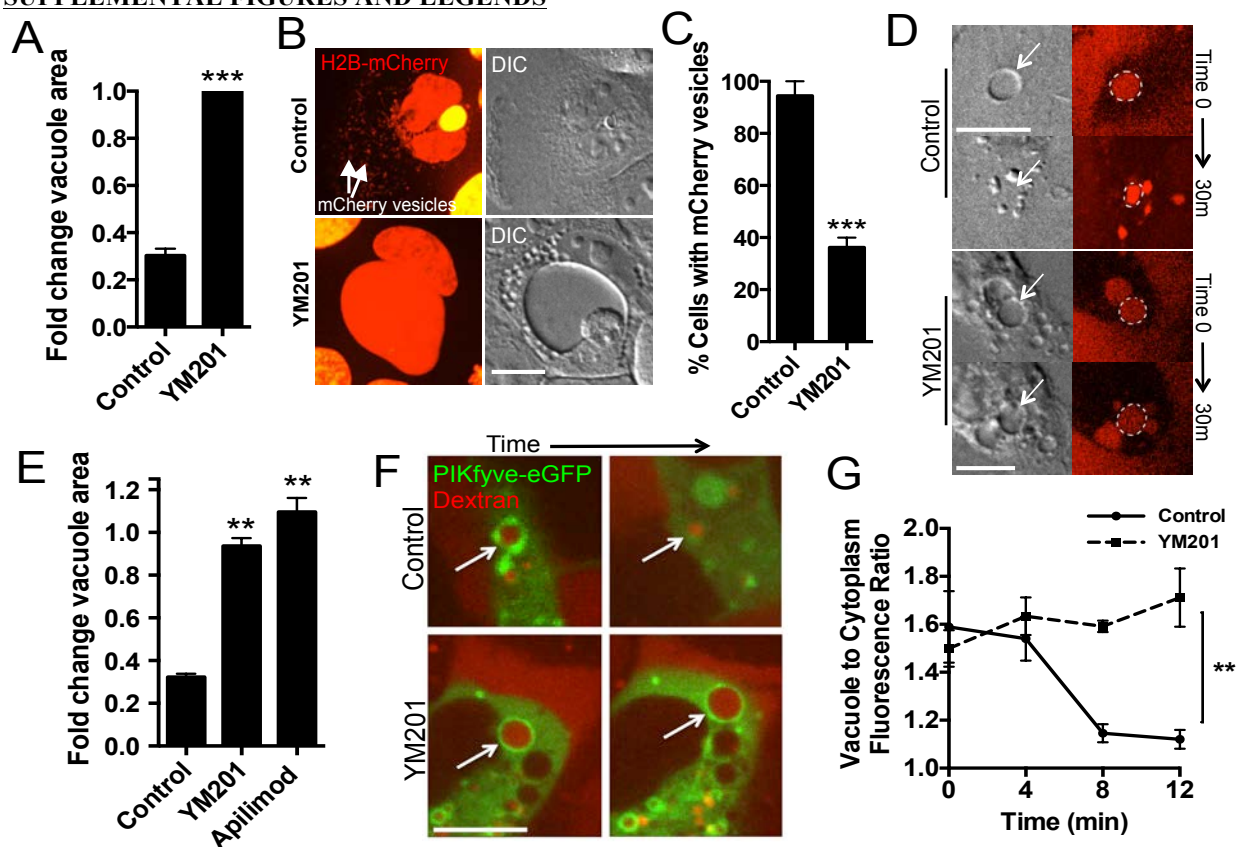 SUPPLEMENTAL FIGURES AND LEGENDS
A
Fold change vacuole area
1.0
0.8
0.6
0.4
0.2
0.0
***
Control
YM201
B
H2B-mCherry
DIC
Control
mCherry vesicles
YM201
DIC
C
% Cells with mCherry vesicles
100
80
60
40
20
0
***
Control
YM201
D
Control
YM201
Time 0
30m
Time 0
30m
E
Fold change vacuole area
1.2
1.0
0.8
0.6
0.4
0.2
0.0
**
**
Control
YM201
Apilimod
F
Time
PIKfyve-eGFP
Dextran
Control
YM201
G
Control
YM201
Vacuole to Cytoplasm
Fluorescence Ratio
2.0
1.8
1.6
1.4
1.2
1.0
**
0
4
8
12
Time (min)